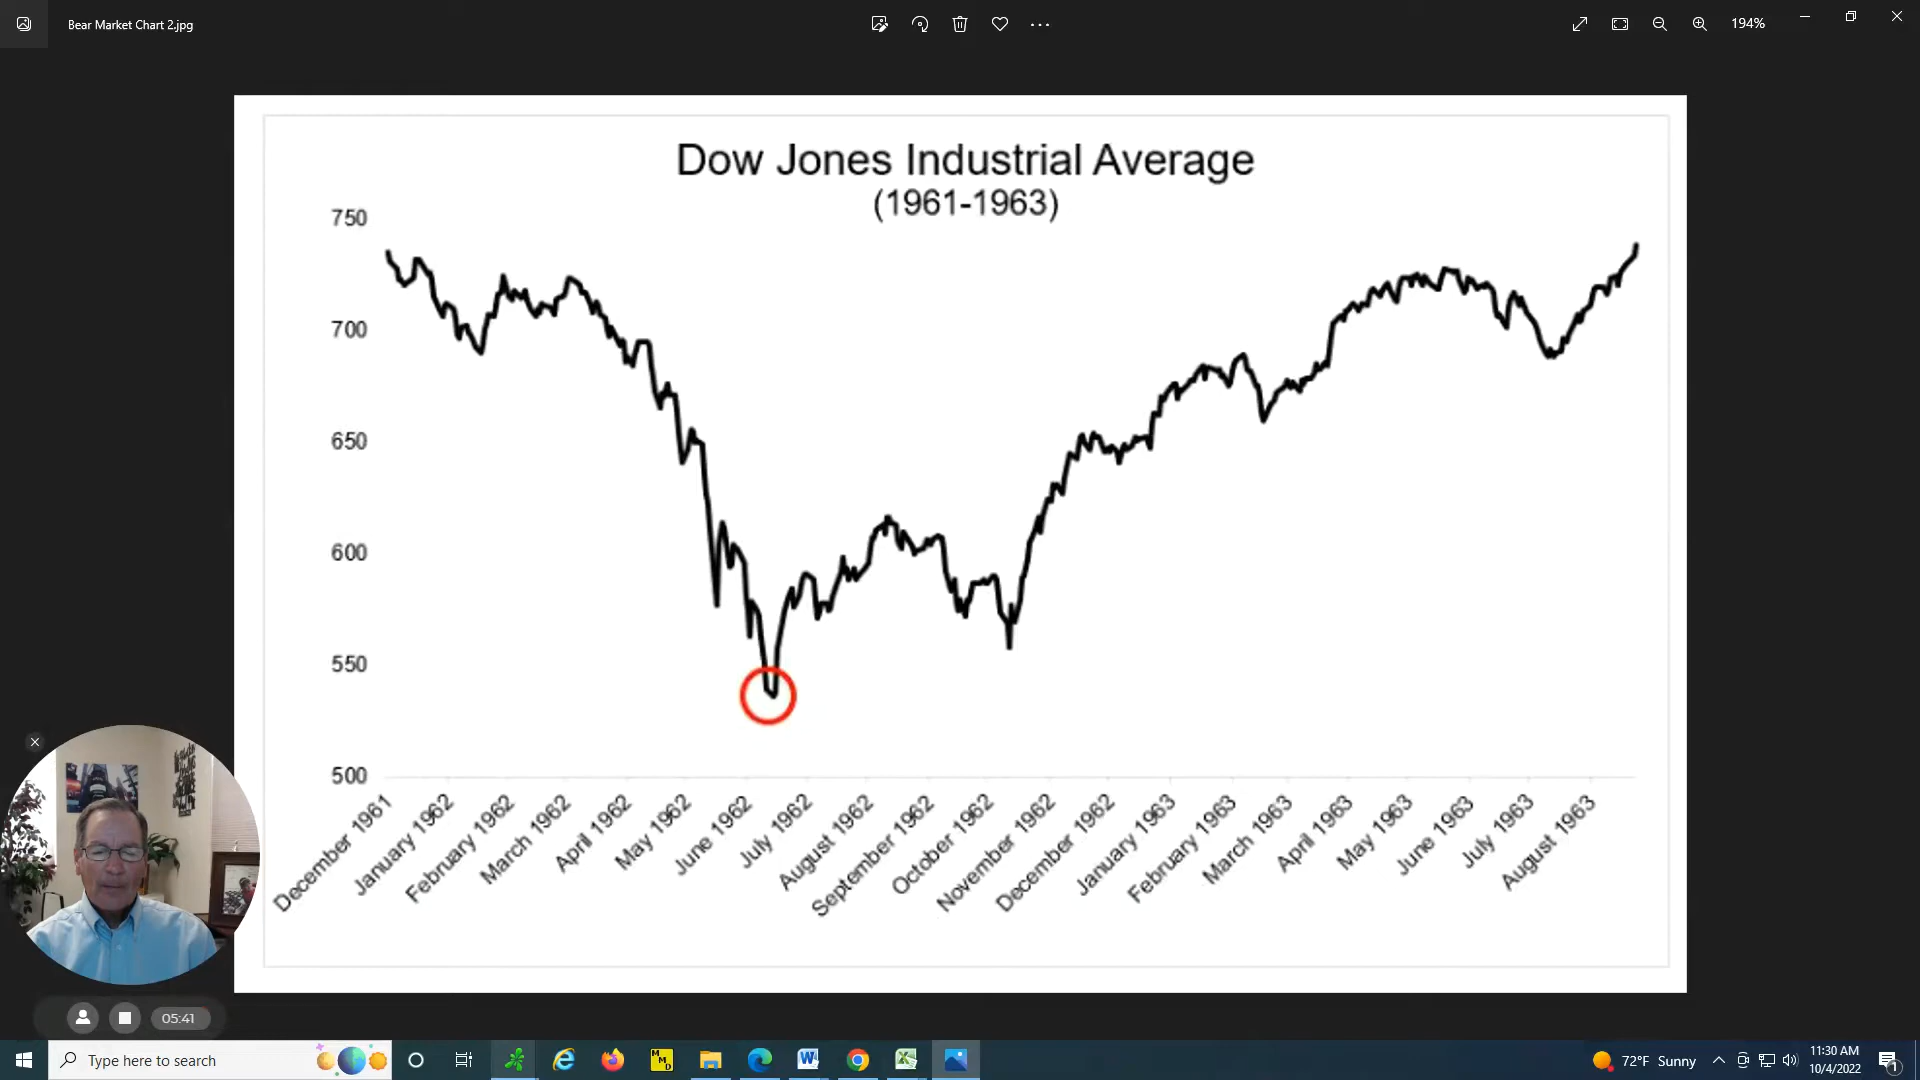 Bear Market Chart 2.jpg
194%
Dow Jones Industrial Average
(1961-1963)
750
700
650
600
550
500
December 1961
January 1962
February 1962
March 1962
April 1962
May 1962
June 1962
July 1962
August 1962
September 1962
October 1962
November 1962
December 1962
January 1963
February 1963
March 1963
April 1963
May 1963
June 1963
July 1963
August 1963
05:41
Type here to search
72°F Sunny
11:30 AM
10/4/2022